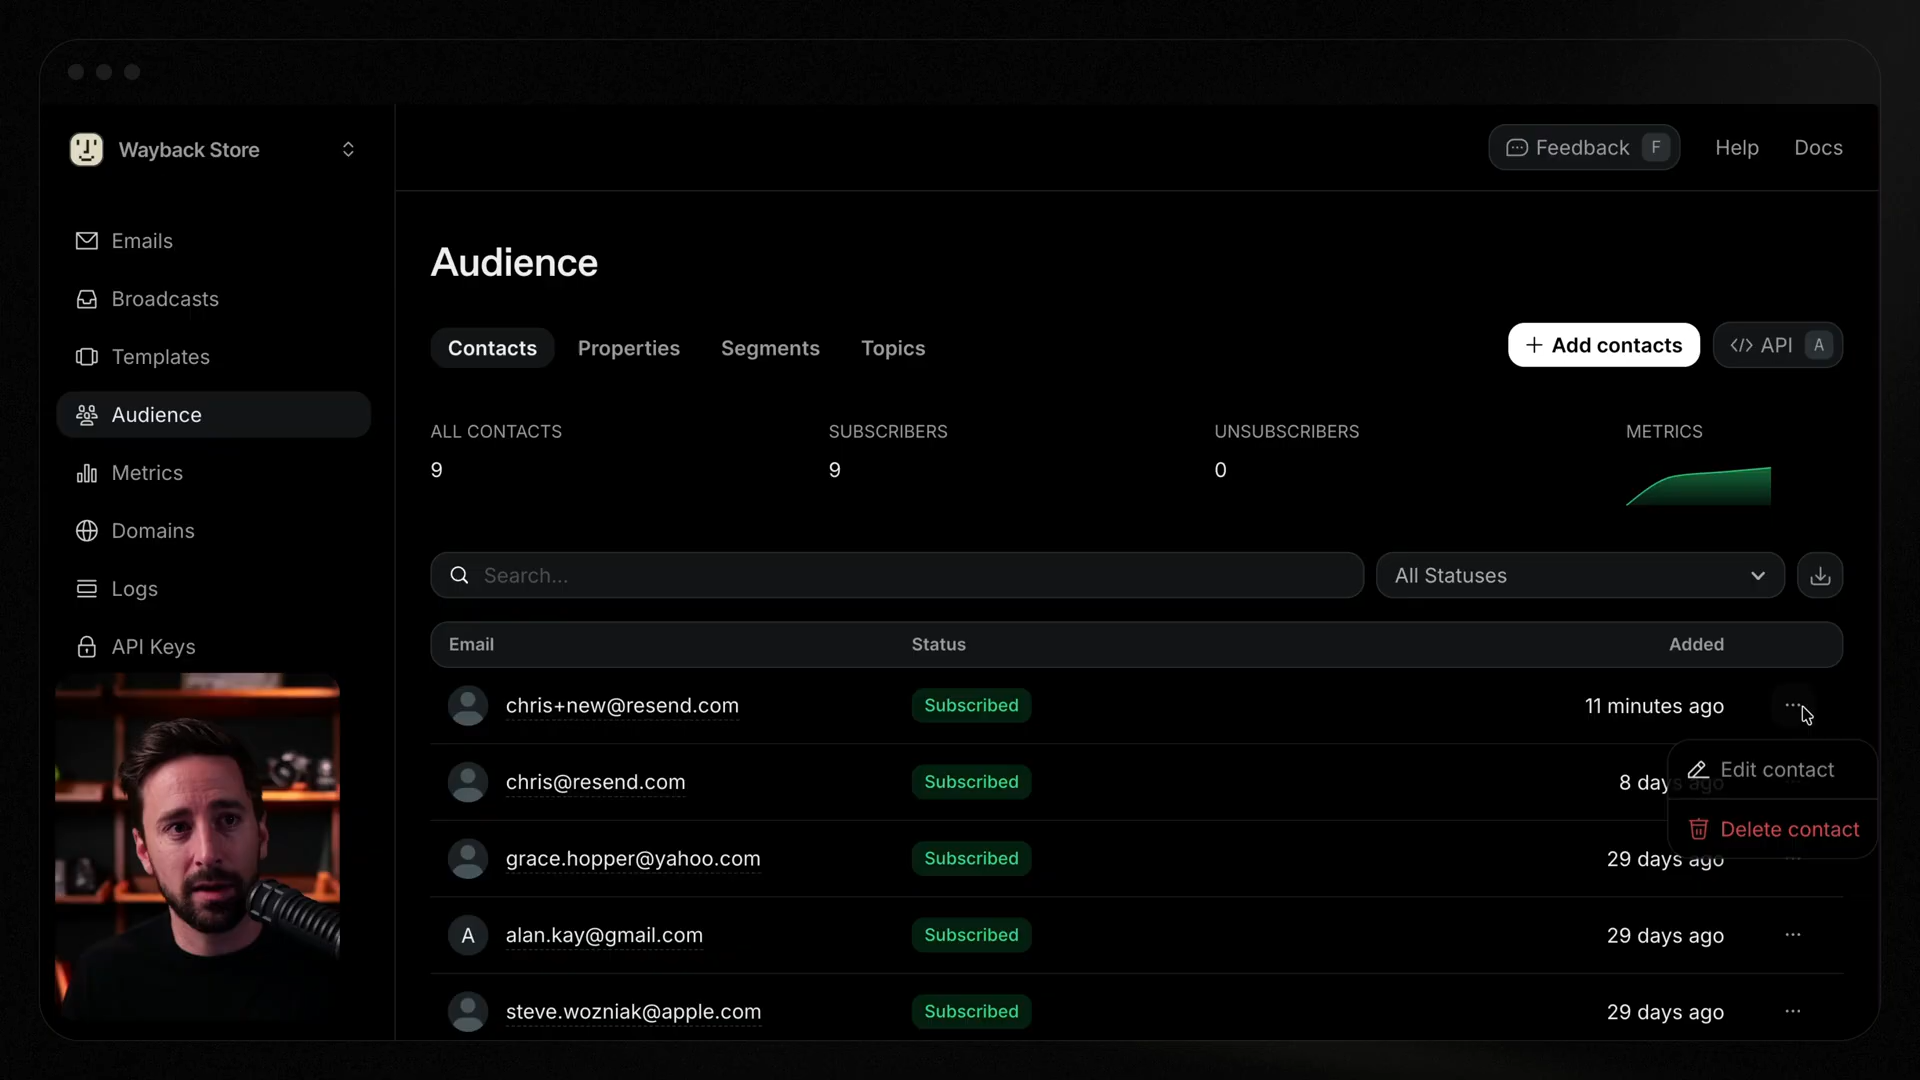 Wayback Store
Feedback F
Help
Docs
Emails
Broadcasts
Templates
Audience
Metrics
Domains
Logs
API Keys
Audience
Contacts
Properties
Segments
Topics
+ Add contacts
</> API A
ALL CONTACTS
9
SUBSCRIBERS
9
UNSUBSCRIBERS
0
METRICS
Search...
All Statuses
Email
Status
Added
chris+new@resend.com
Subscribed
11 minutes ago
Edit contact
Delete contact
chris@resend.com
Subscribed
8 days ago
grace.hopper@yahoo.com
Subscribed
29 days ago
A
alan.kay@gmail.com
Subscribed
29 days ago
steve.wozniak@apple.com
Subscribed
29 days ago